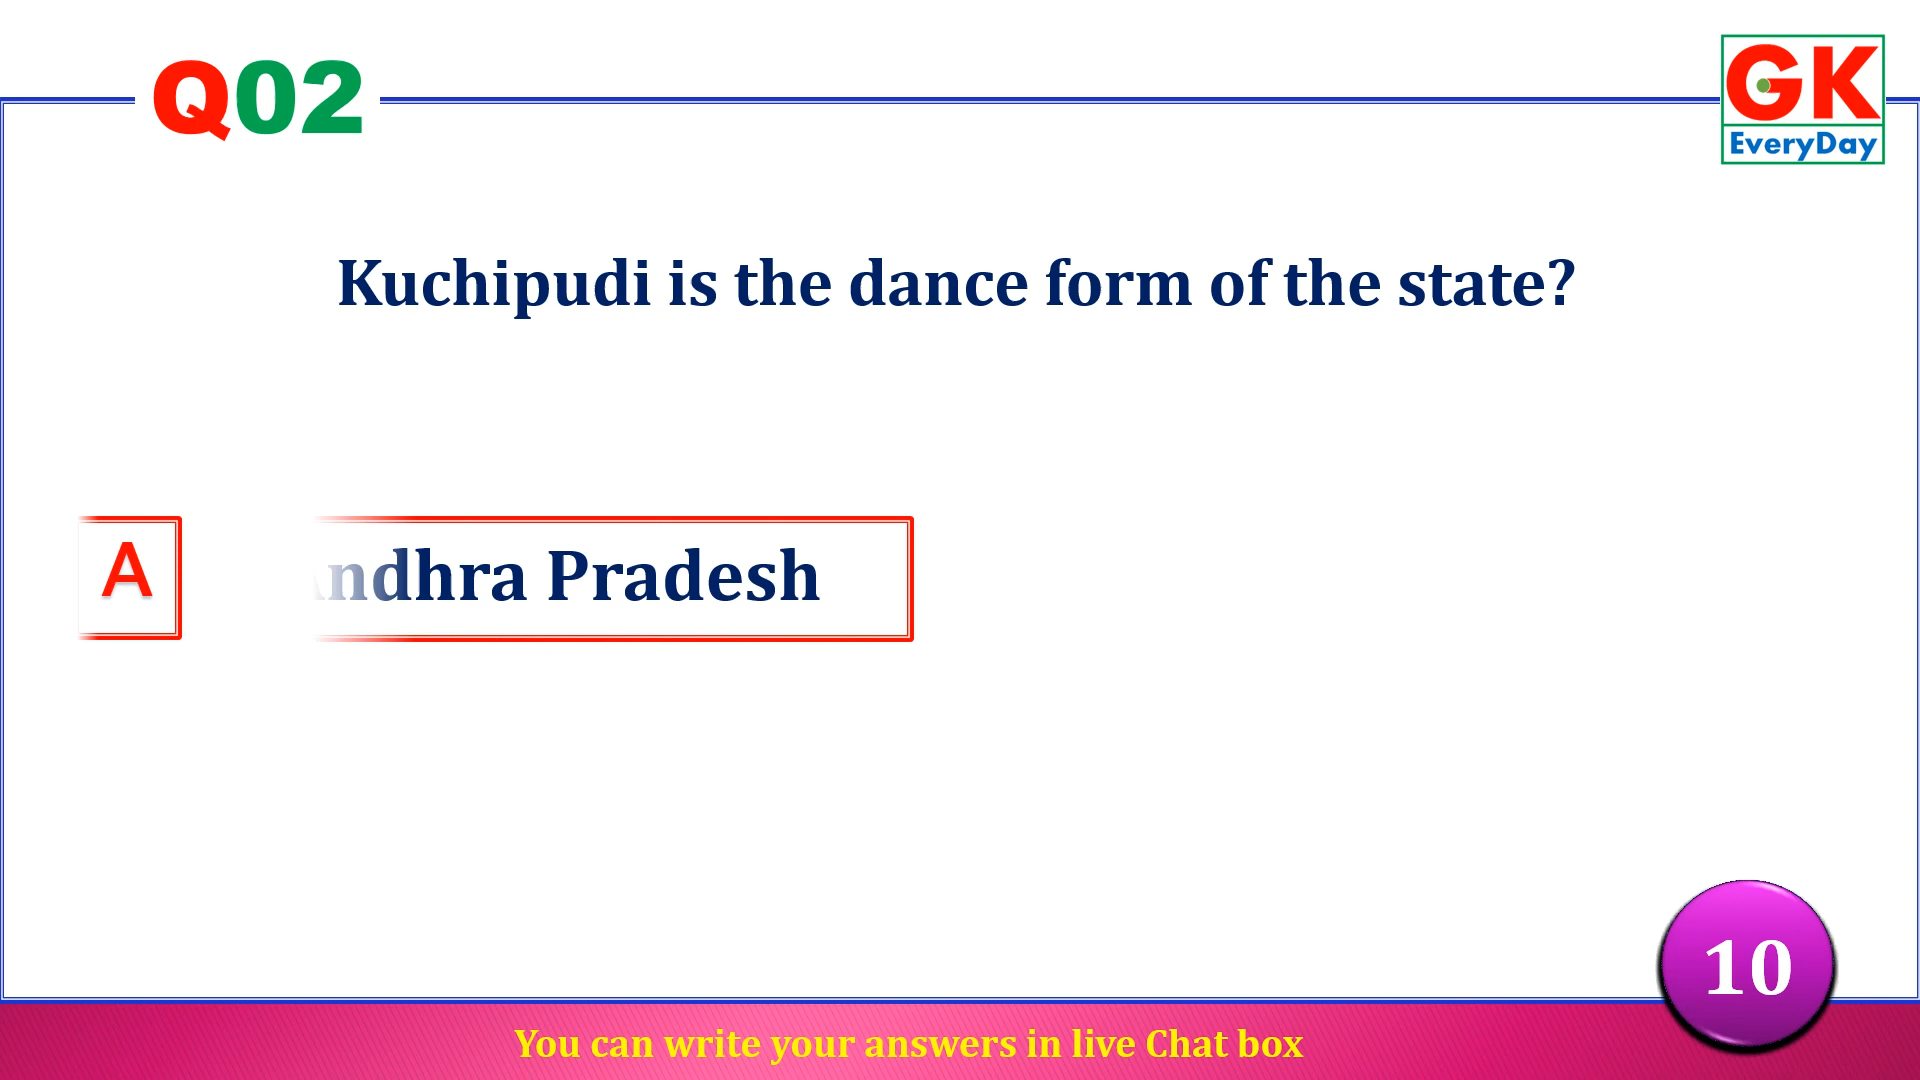 Q02
GK
EveryDay
Kuchipudi is the dance form of the state?
A
Andhra Pradesh
10
You can write your answers in live Chat box